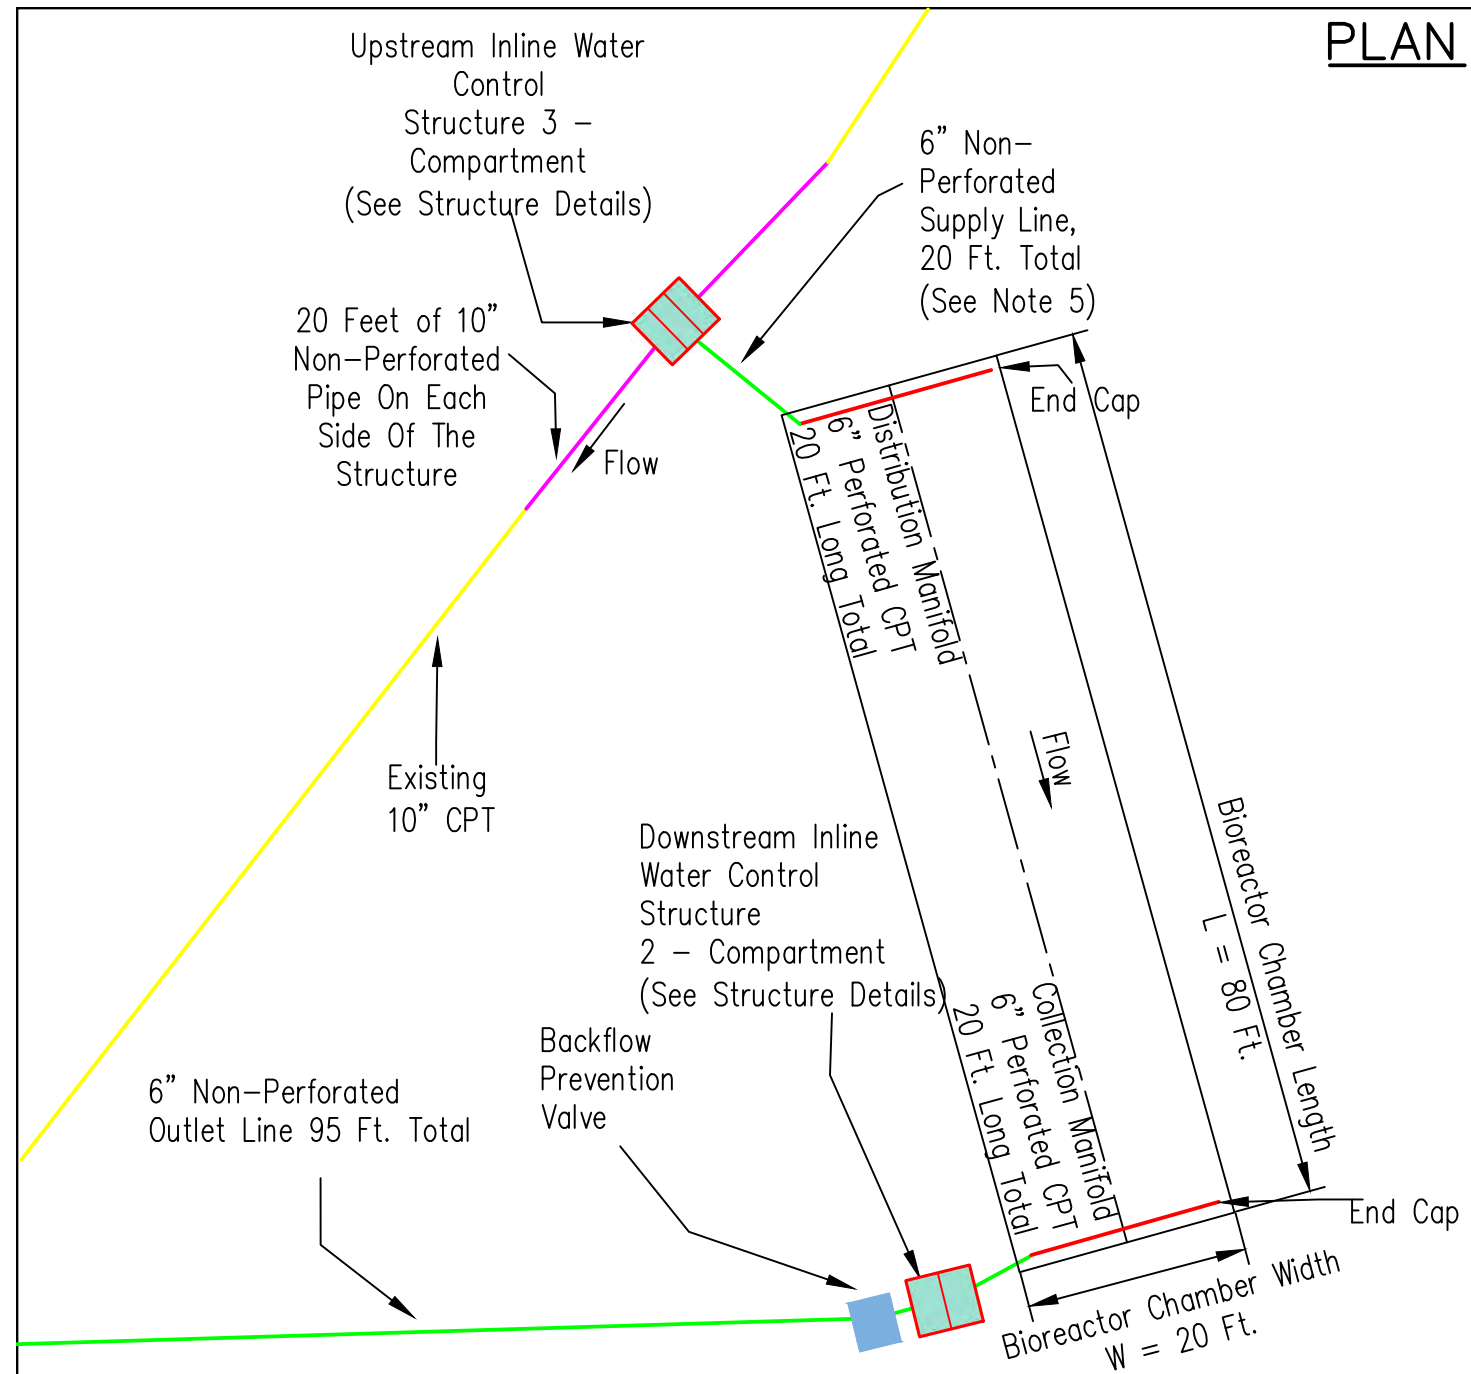 PLAN
Upstream Inline Water
Control
Structure 3 -
Compartment
(See Structure Details)
6" Non-
Perforated
Supply Line,
20 Ft. Total
(See Note 5)
20 Feet of 10"
Non-Perforated
Pipe On Each
Side Of The
Structure
Flow
End Cap
Distribution Manifold
6" Perforated CPT
20 Ft. Long Total
Flow
Existing
10" CPT
Bioreactor Chamber Length
L = 80 Ft.
Downstream Inline
Water Control
Structure
2 - Compartment
(See Structure Details)
Collection Manifold
6" Perforated CPT
20 Ft. Long Total
Backflow
Prevention
Valve
6" Non-Perforated
Outlet Line 95 Ft. Total
End Cap
Bioreactor Chamber Width
W = 20 Ft.